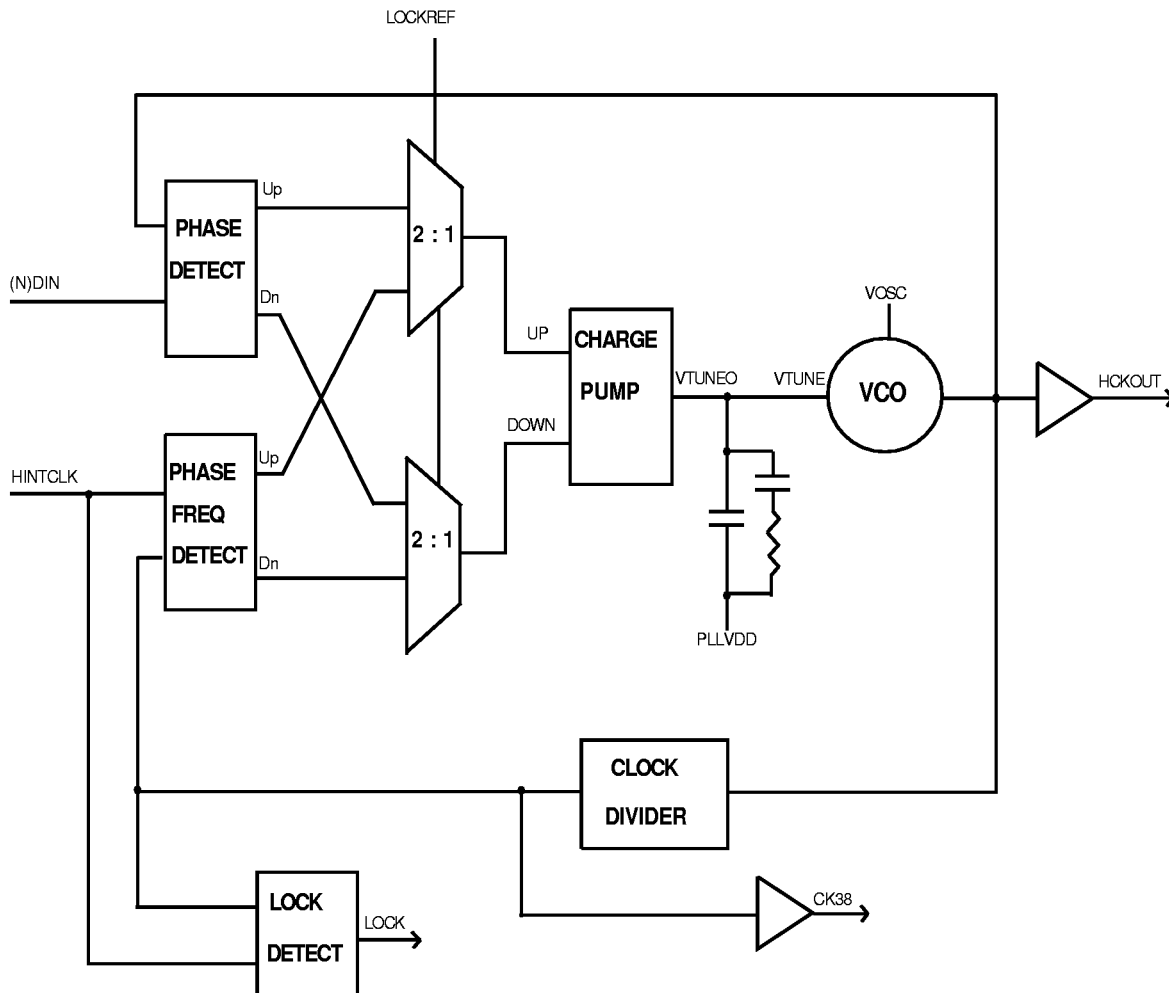 LOCKREF
Up
PHASE
DETECT
2 : 1
(N)DIN
Dn
VOSC
UP
CHARGE
PUMP
VTUNEO
VTUNE
VCO
HCKOUT
DOWN
HINTCLK
PHASE
FREQ
DETECT
Up
Dn
2 : 1
PLLVDD
CLOCK
DIVIDER
LOCK
DETECT
LOCK
CK38